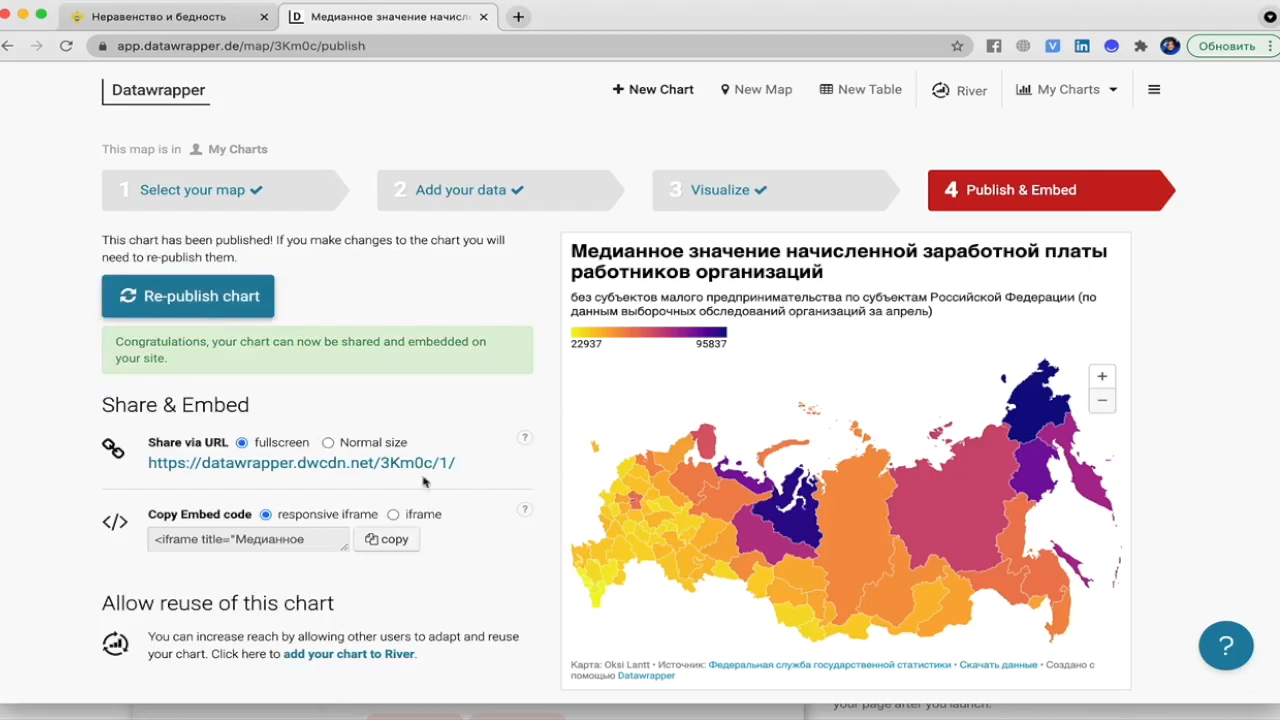 Неравенство и бедность
Медианное значение начисл
app.datawrapper.de/map/3Km0c/publish
Обновить
Datawrapper
New Chart
New Map
New Table
River
My Charts
This map is in My Charts
1 Select your map
2 Add your data
3 Visualize
4 Publish & Embed
This chart has been published! If you make changes to the chart you will
need to re-publish them.
Re-publish chart
Congratulations, your chart can now be shared and embedded on
your site.
Share & Embed
Share via URL fullscreen Normal size
?
https://datawrapper.dwcdn.net/3Km0c/1/
Copy Embed code responsive iframe iframe
?
<iframe title="Медианное
copy
Allow reuse of this chart
You can increase reach by allowing other users to adapt and reuse
your chart. Click here to add your chart to River.
Медианное значение начисленной заработной платы
работников организаций
без субъектов малого предпринимательства по субъектам Российской Федерации (по
данным выборочных обследований организаций за апрель)
22937 95837
+
−
Карта: Oksi Lantt • Источник: Федеральная служба государственной статистики • Скачать данные • Создано с
помощью Datawrapper
?
your page after you launch.